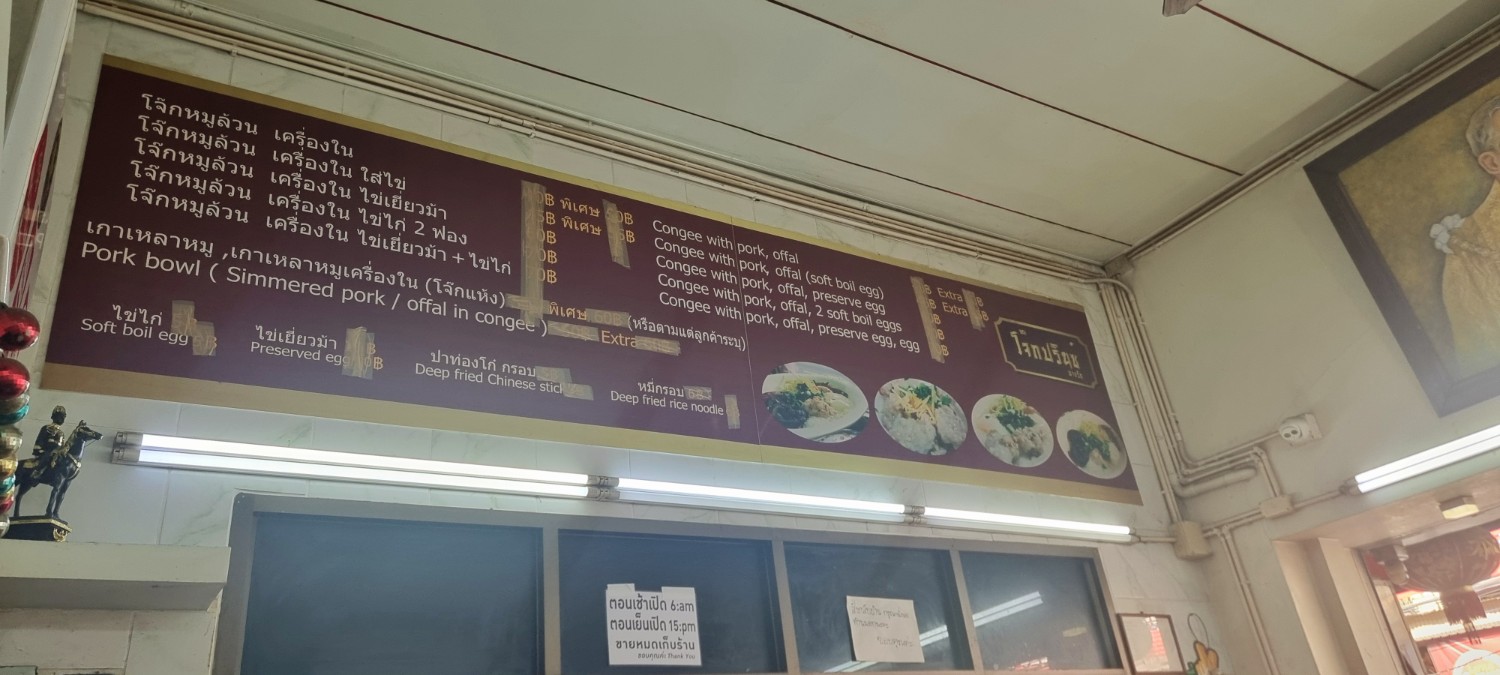 โจ๊กหมูล้วน เครื่องใน
โจ๊กหมูล้วน เครื่องใน ใส่ไข่
โจ๊กหมูล้วน เครื่องใน ไข่เยี่ยวม้า
โจ๊กหมูล้วน เครื่องใน ไข่ไก่ 2 ฟอง
โจ๊กหมูล้วน เครื่องใน ไข่เยี่ยวม้า + ไข่ไก่
พิเศษ
พิเศษ
เกาเหลาหมู ,เกาเหลาหมูเครื่องใน (โจ๊กแห้ง) พิเศษ (หรือตามแต่ลูกค้าระบุ)
Pork bowl ( Simmered pork / offal in congee ) Extra
ไข่ไก่
Soft boil egg
ไข่เยี่ยวม้า
Preserved egg
ปาท่องโก๋ กรอบ
Deep fried Chinese stick
หมี่กรอบ
Deep fried rice noodle
Congee with pork, offal
Congee with pork, offal (soft boil egg)
Congee with pork, offal, preserve egg
Congee with pork, offal, 2 soft boil eggs
Congee with pork, offal, preserve egg, egg
Extra
Extra
ตอนเช้าเปิด 6:am
ตอนเย็นเปิด 15:pm
ขายหมดเก็บร้าน
ขอบคุณค่ะ Thank You